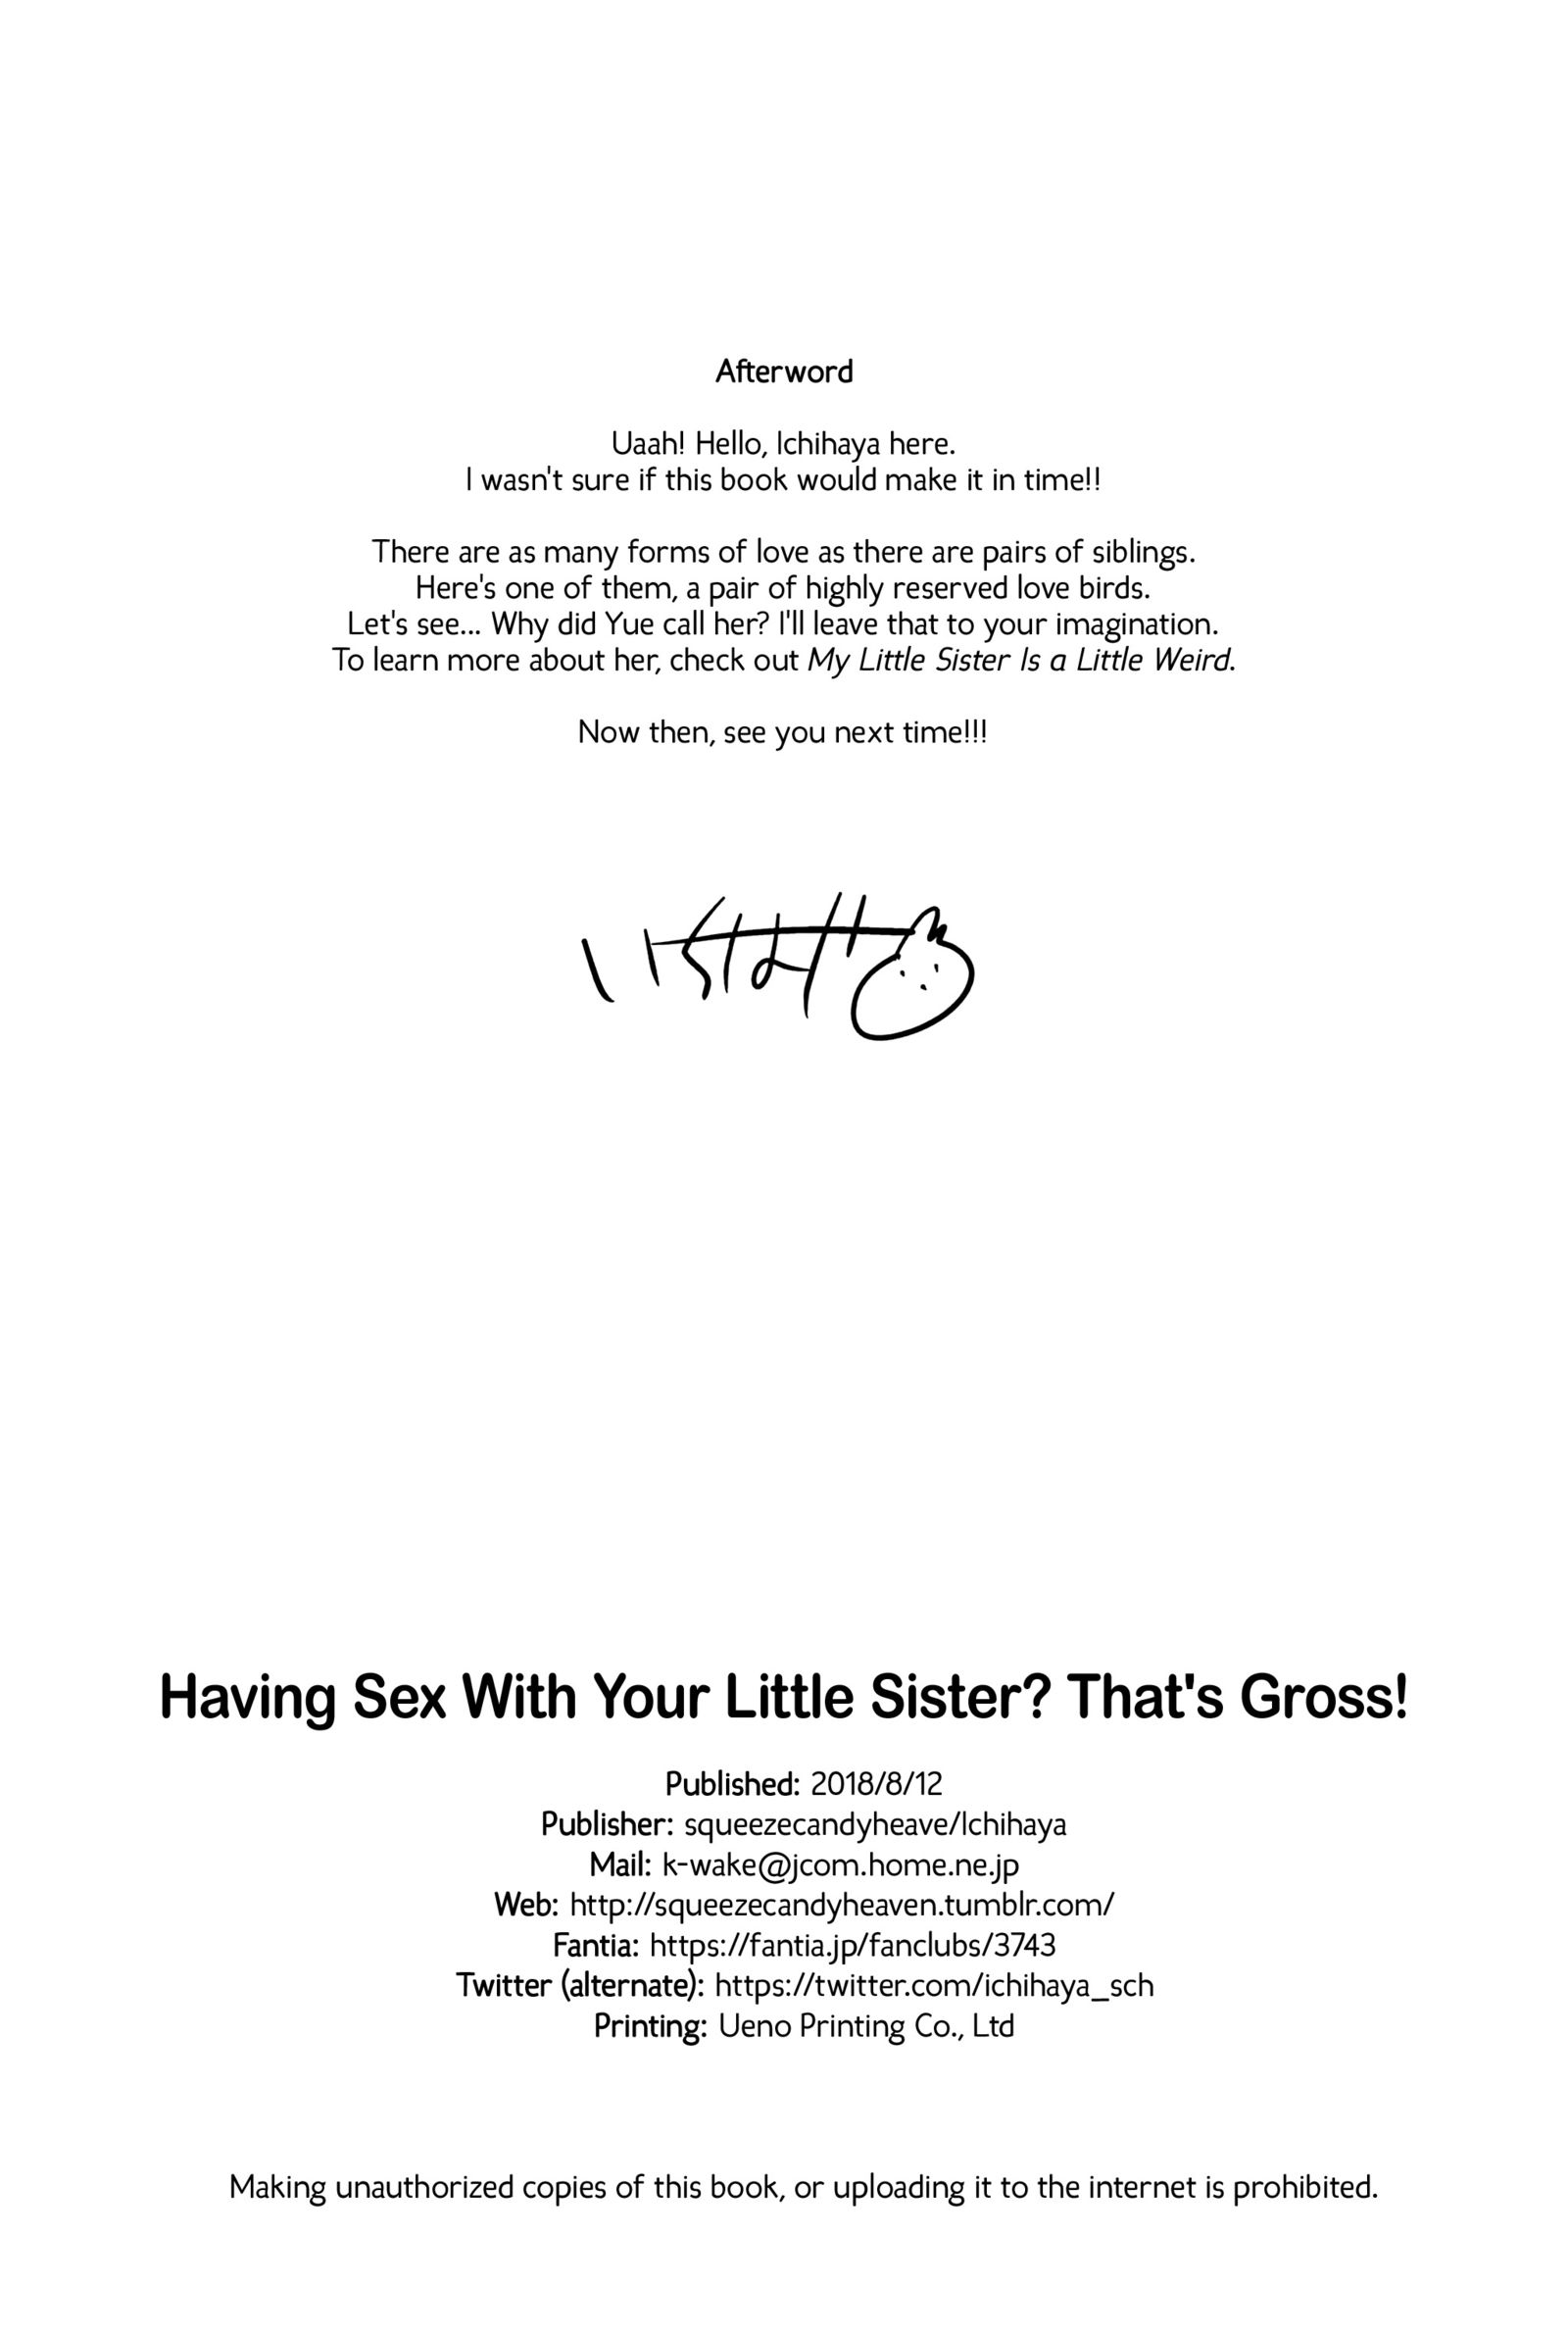 Afterword
Uaah! Hello, Ichihaya here.
I wasn't sure if this book would make it in time!!
There are as many forms of love as there are pairs of siblings.
Here's one of them, a pair of highly reserved love birds.
Let's see... Why did Yue call her? I'll leave that to your imagination.
To learn more about her, check out My Little Sister Is a Little Weird.
Now then, see you next time!!!
Having Sex With Your Little Sister? That's Gross!
Published: 2018/8/12
Publisher: squeezecandyheave/Ichihaya
Mail: k-wake@jcom.home.ne.jp
Web: http://squeezecandyheaven.tumblr.com/
Fantia: https://fantia.jp/fanclubs/3743
Twitter (alternate): https://twitter.com/ichihaya_sch
Printing: Ueno Printing Co., Ltd
Making unauthorized copies of this book, or uploading it to the internet is prohibited.